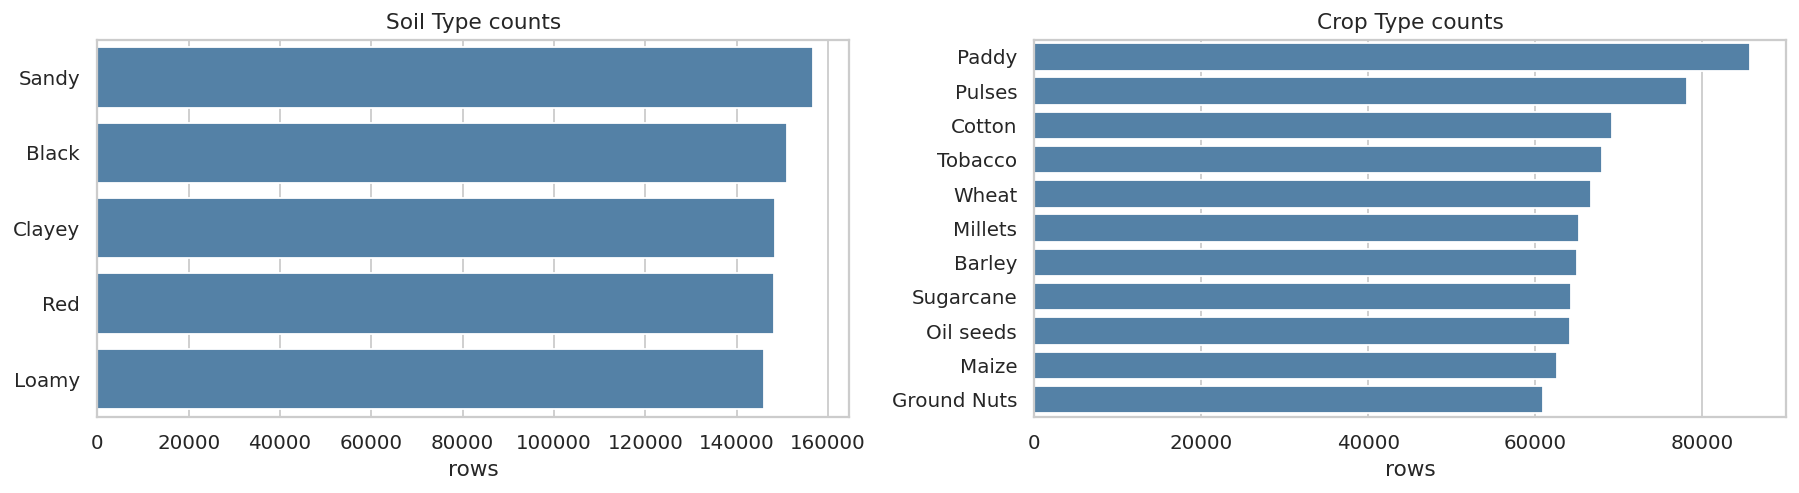 Soil Type counts
Sandy
Black
Clayey
Red
Loamy
0 20000 40000 60000 80000 100000 120000 140000 160000
rows
Crop Type counts
Paddy
Pulses
Cotton
Tobacco
Wheat
Millets
Barley
Sugarcane
Oil seeds
Maize
Ground Nuts
0 20000 40000 60000 80000
rows